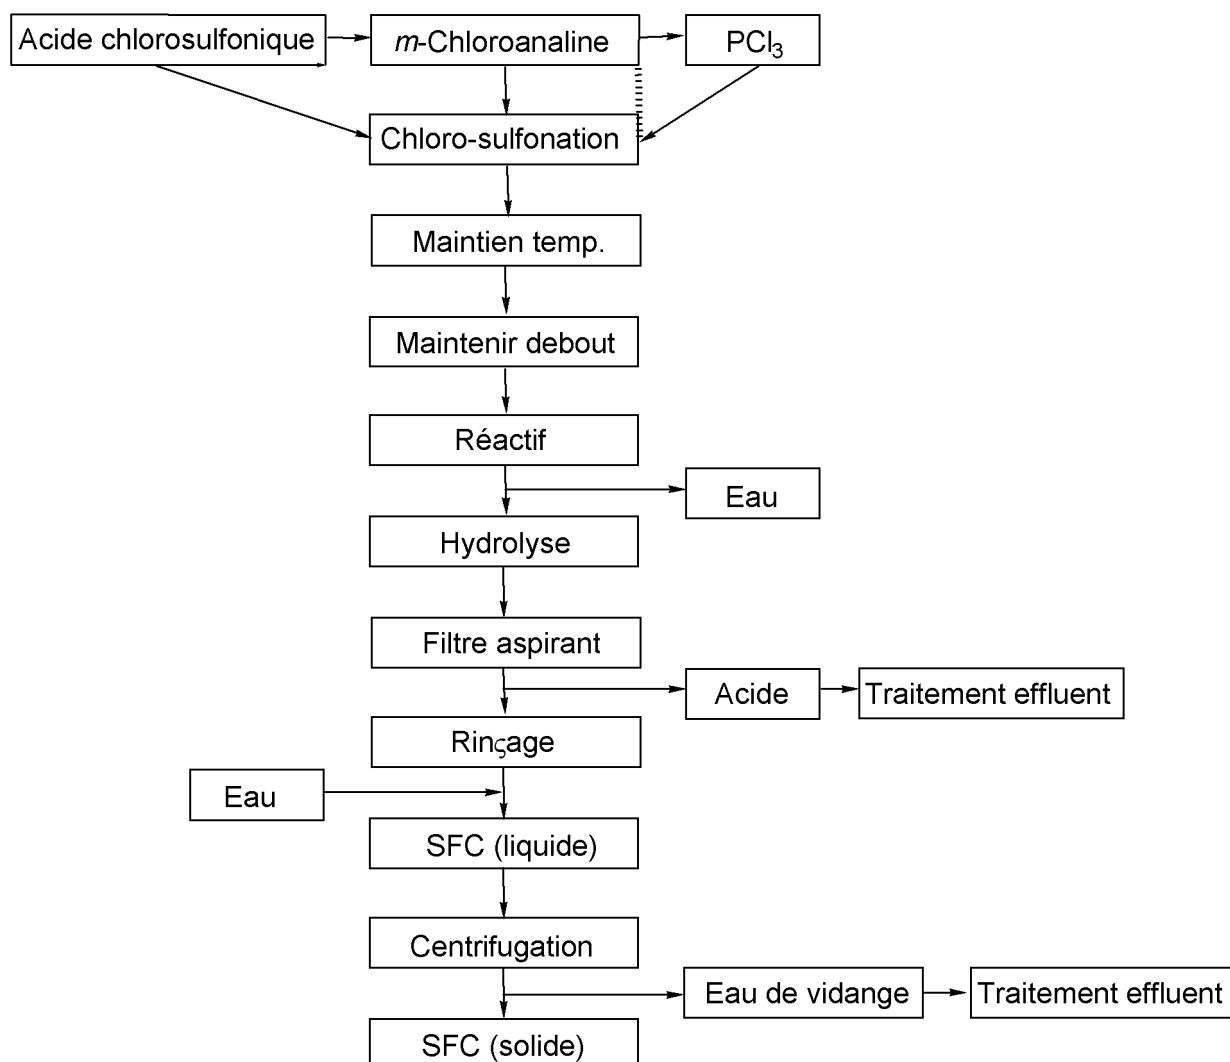 Acide chlorosulfonique
m-Chloroanaline
PCl₃
Chloro-sulfonation
Maintien temp.
Maintenir debout
Réactif
Eau
Hydrolyse
Filtre aspirant
Acide
Traitement effluent
Rinςage
Eau
SFC (liquide)
Centrifugation
Eau de vidange
Traitement effluent
SFC (solide)